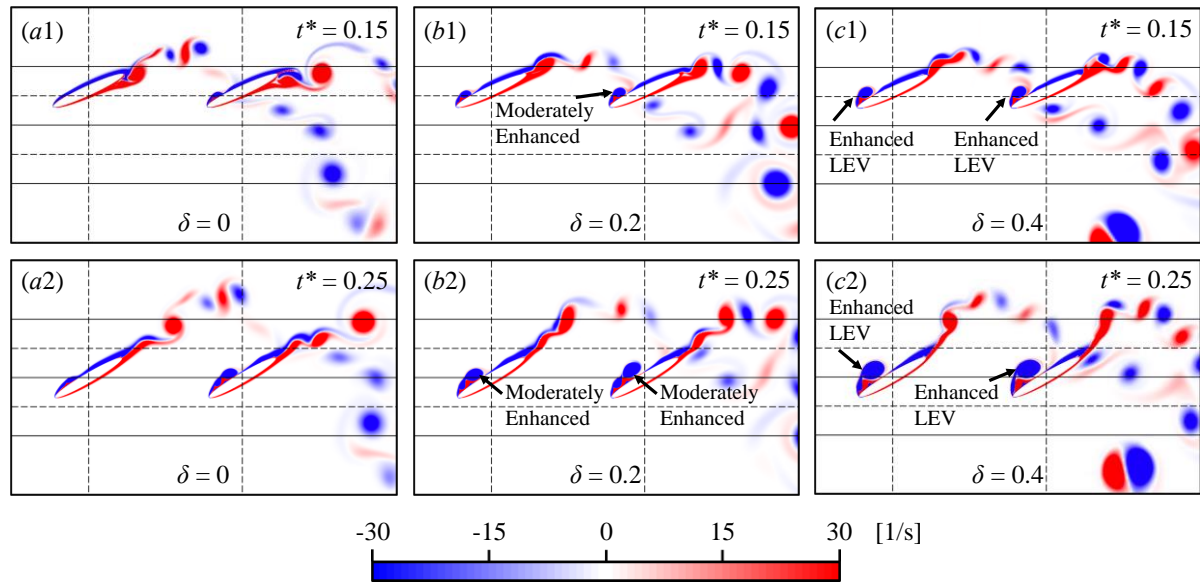 (a1)
t* = 0.15
δ = 0
(b1)
t* = 0.15
Moderately
Enhanced
δ = 0.2
(c1)
t* = 0.15
Enhanced
LEV
Enhanced
LEV
δ = 0.4
(a2)
t* = 0.25
δ = 0
(b2)
t* = 0.25
Moderately
Enhanced
Moderately
Enhanced
δ = 0.2
(c2)
t* = 0.25
Enhanced
LEV
Enhanced
LEV
δ = 0.4
-30 -15 0 15 30 [1/s]